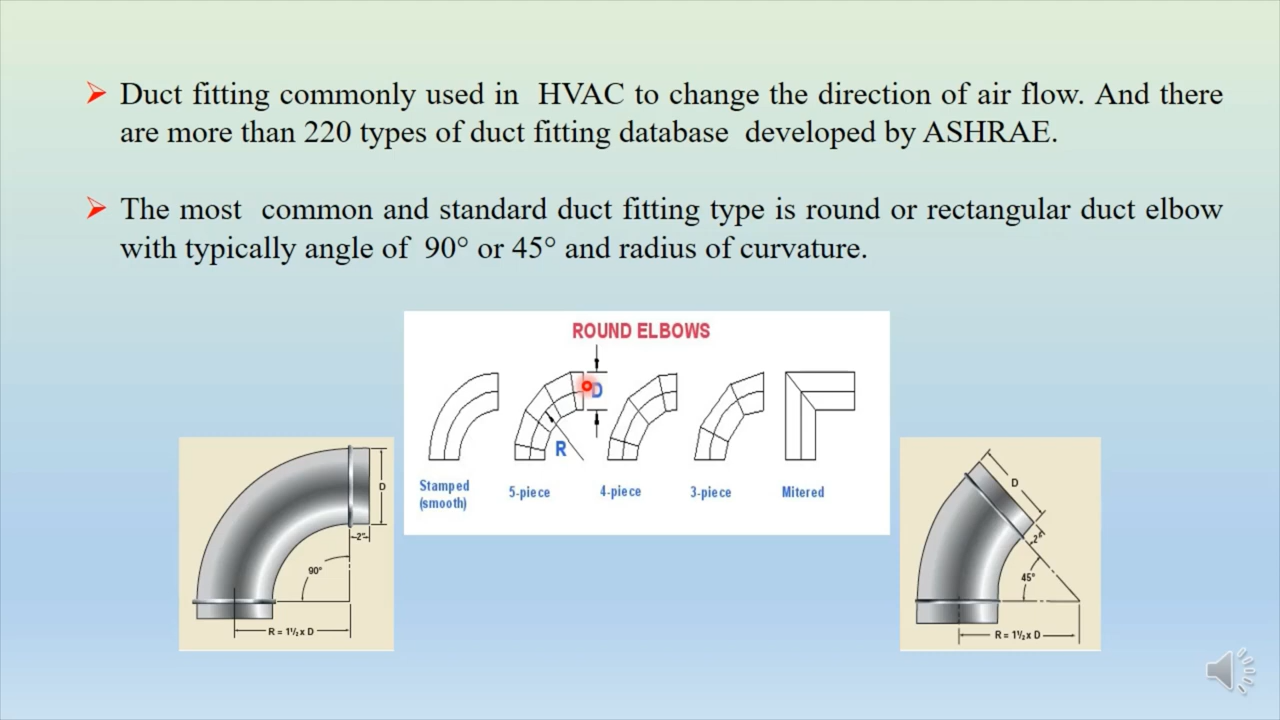 Duct fitting commonly used in HVAC to change the direction of air flow. And there
are more than 220 types of duct fitting database developed by ASHRAE.
The most common and standard duct fitting type is round or rectangular duct elbow
with typically angle of 90° or 45° and radius of curvature.
ROUND ELBOWS
D
R
Stamped
(smooth)
5-piece
4-piece
3-piece
Mitered
D
2"
90°
R = 1½ x D
D
2"
45°
R = 1½ x D